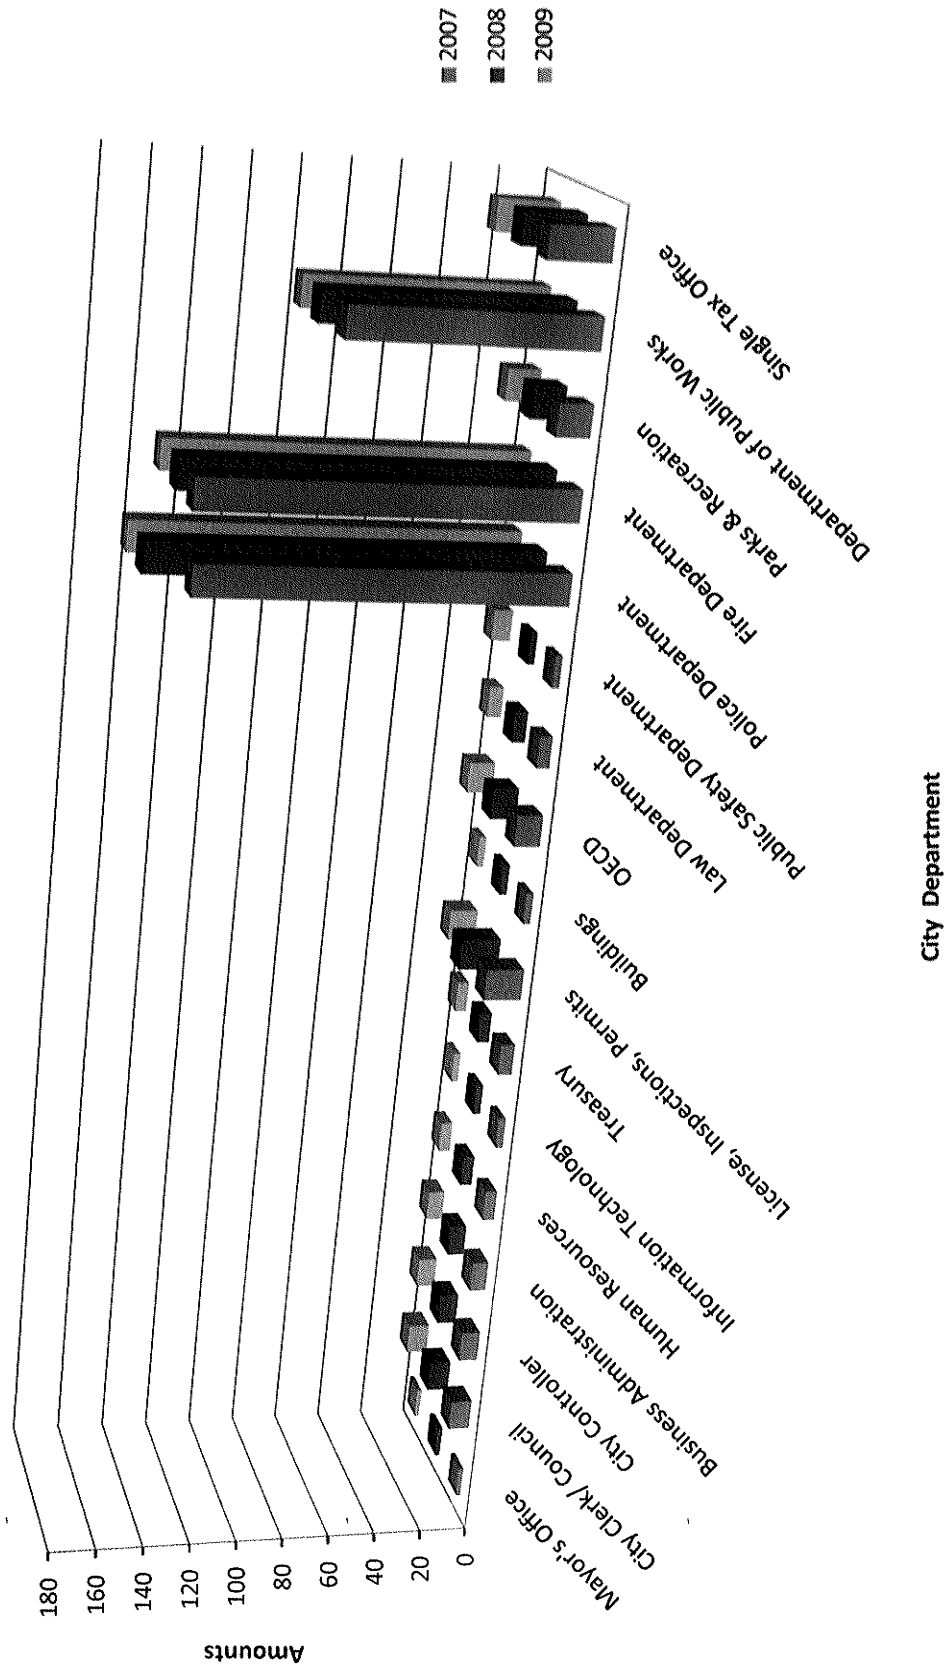 180
160
140
120
100
80
60
40
20
0
Amounts
Mayor's Office
City Clerk/ Council
City Controller
Business Administration
Human Resources
Information Technology
Treasury
License, Inspections, Permits
Buildings
OECD
Law Department
Public Safety Department
Police Department
Fire Department
Parks & Recreation
Department of Public Works
Single Tax Office
City Department
2007
2008
2009